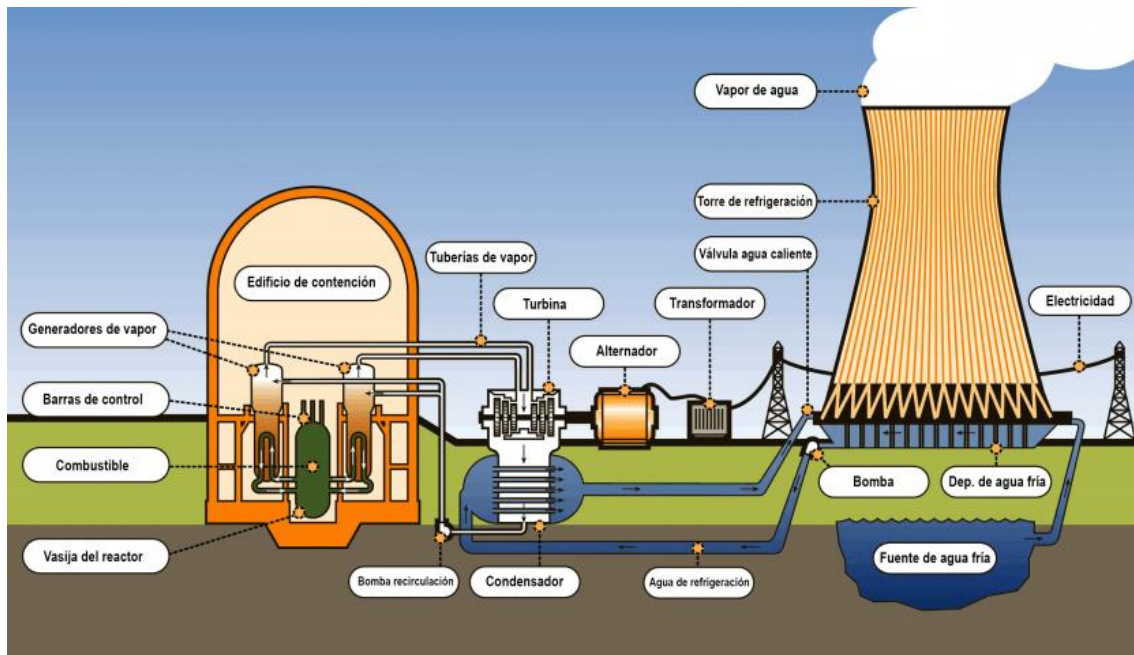 Vapor de agua
Torre de refrigeración
Válvula agua caliente
Tuberías de vapor
Edificio de contención
Turbina
Transformador
Electricidad
Generadores de vapor
Alternador
Barras de control
Combustible
Bomba
Dep. de agua fría
Vasija del reactor
Fuente de agua fría
Bomba recirculación
Condensador
Agua de refrigeración